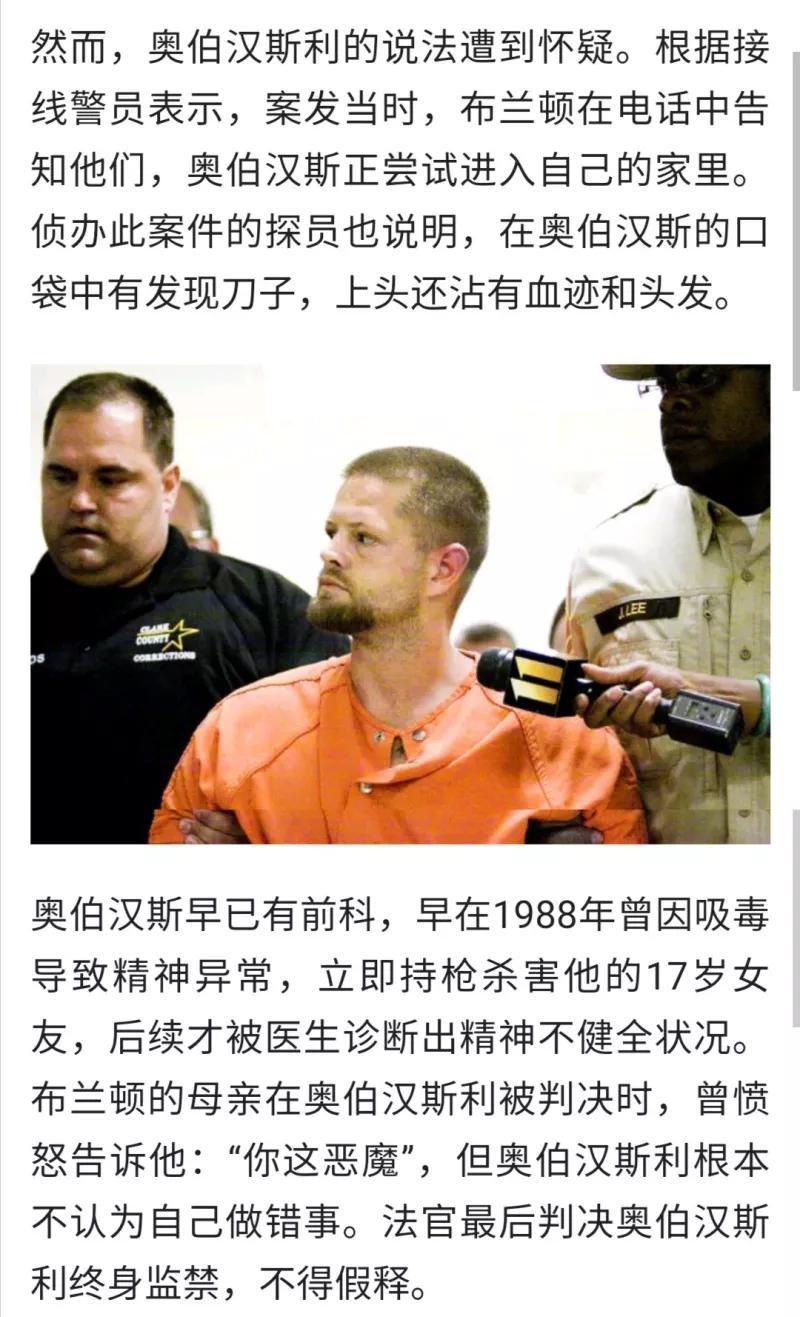 然而，奥伯汉斯利的说法遭到怀疑。根据接
线警员表示，案发当时，布兰顿在电话中告
知他们，奥伯汉斯正尝试进入自己的家里。
侦办此案件的探员也说明，在奥伯汉斯的口
袋中有发现刀子，上头还沾有血迹和头发。
CLARK
COUNTY
CORRECTIONS
OS
J.LEE
11
奥伯汉斯早已有前科，早在1988年曾因吸毒
导致精神异常，立即持枪杀害他的17岁女
友，后续才被医生诊断出精神不健全状况。
布兰顿的母亲在奥伯汉斯利被判决时，曾愤
怒告诉他：“你这恶魔”，但奥伯汉斯利根本
不认为自己做错事。法官最后判决奥伯汉斯
利终身监禁，不得假释。